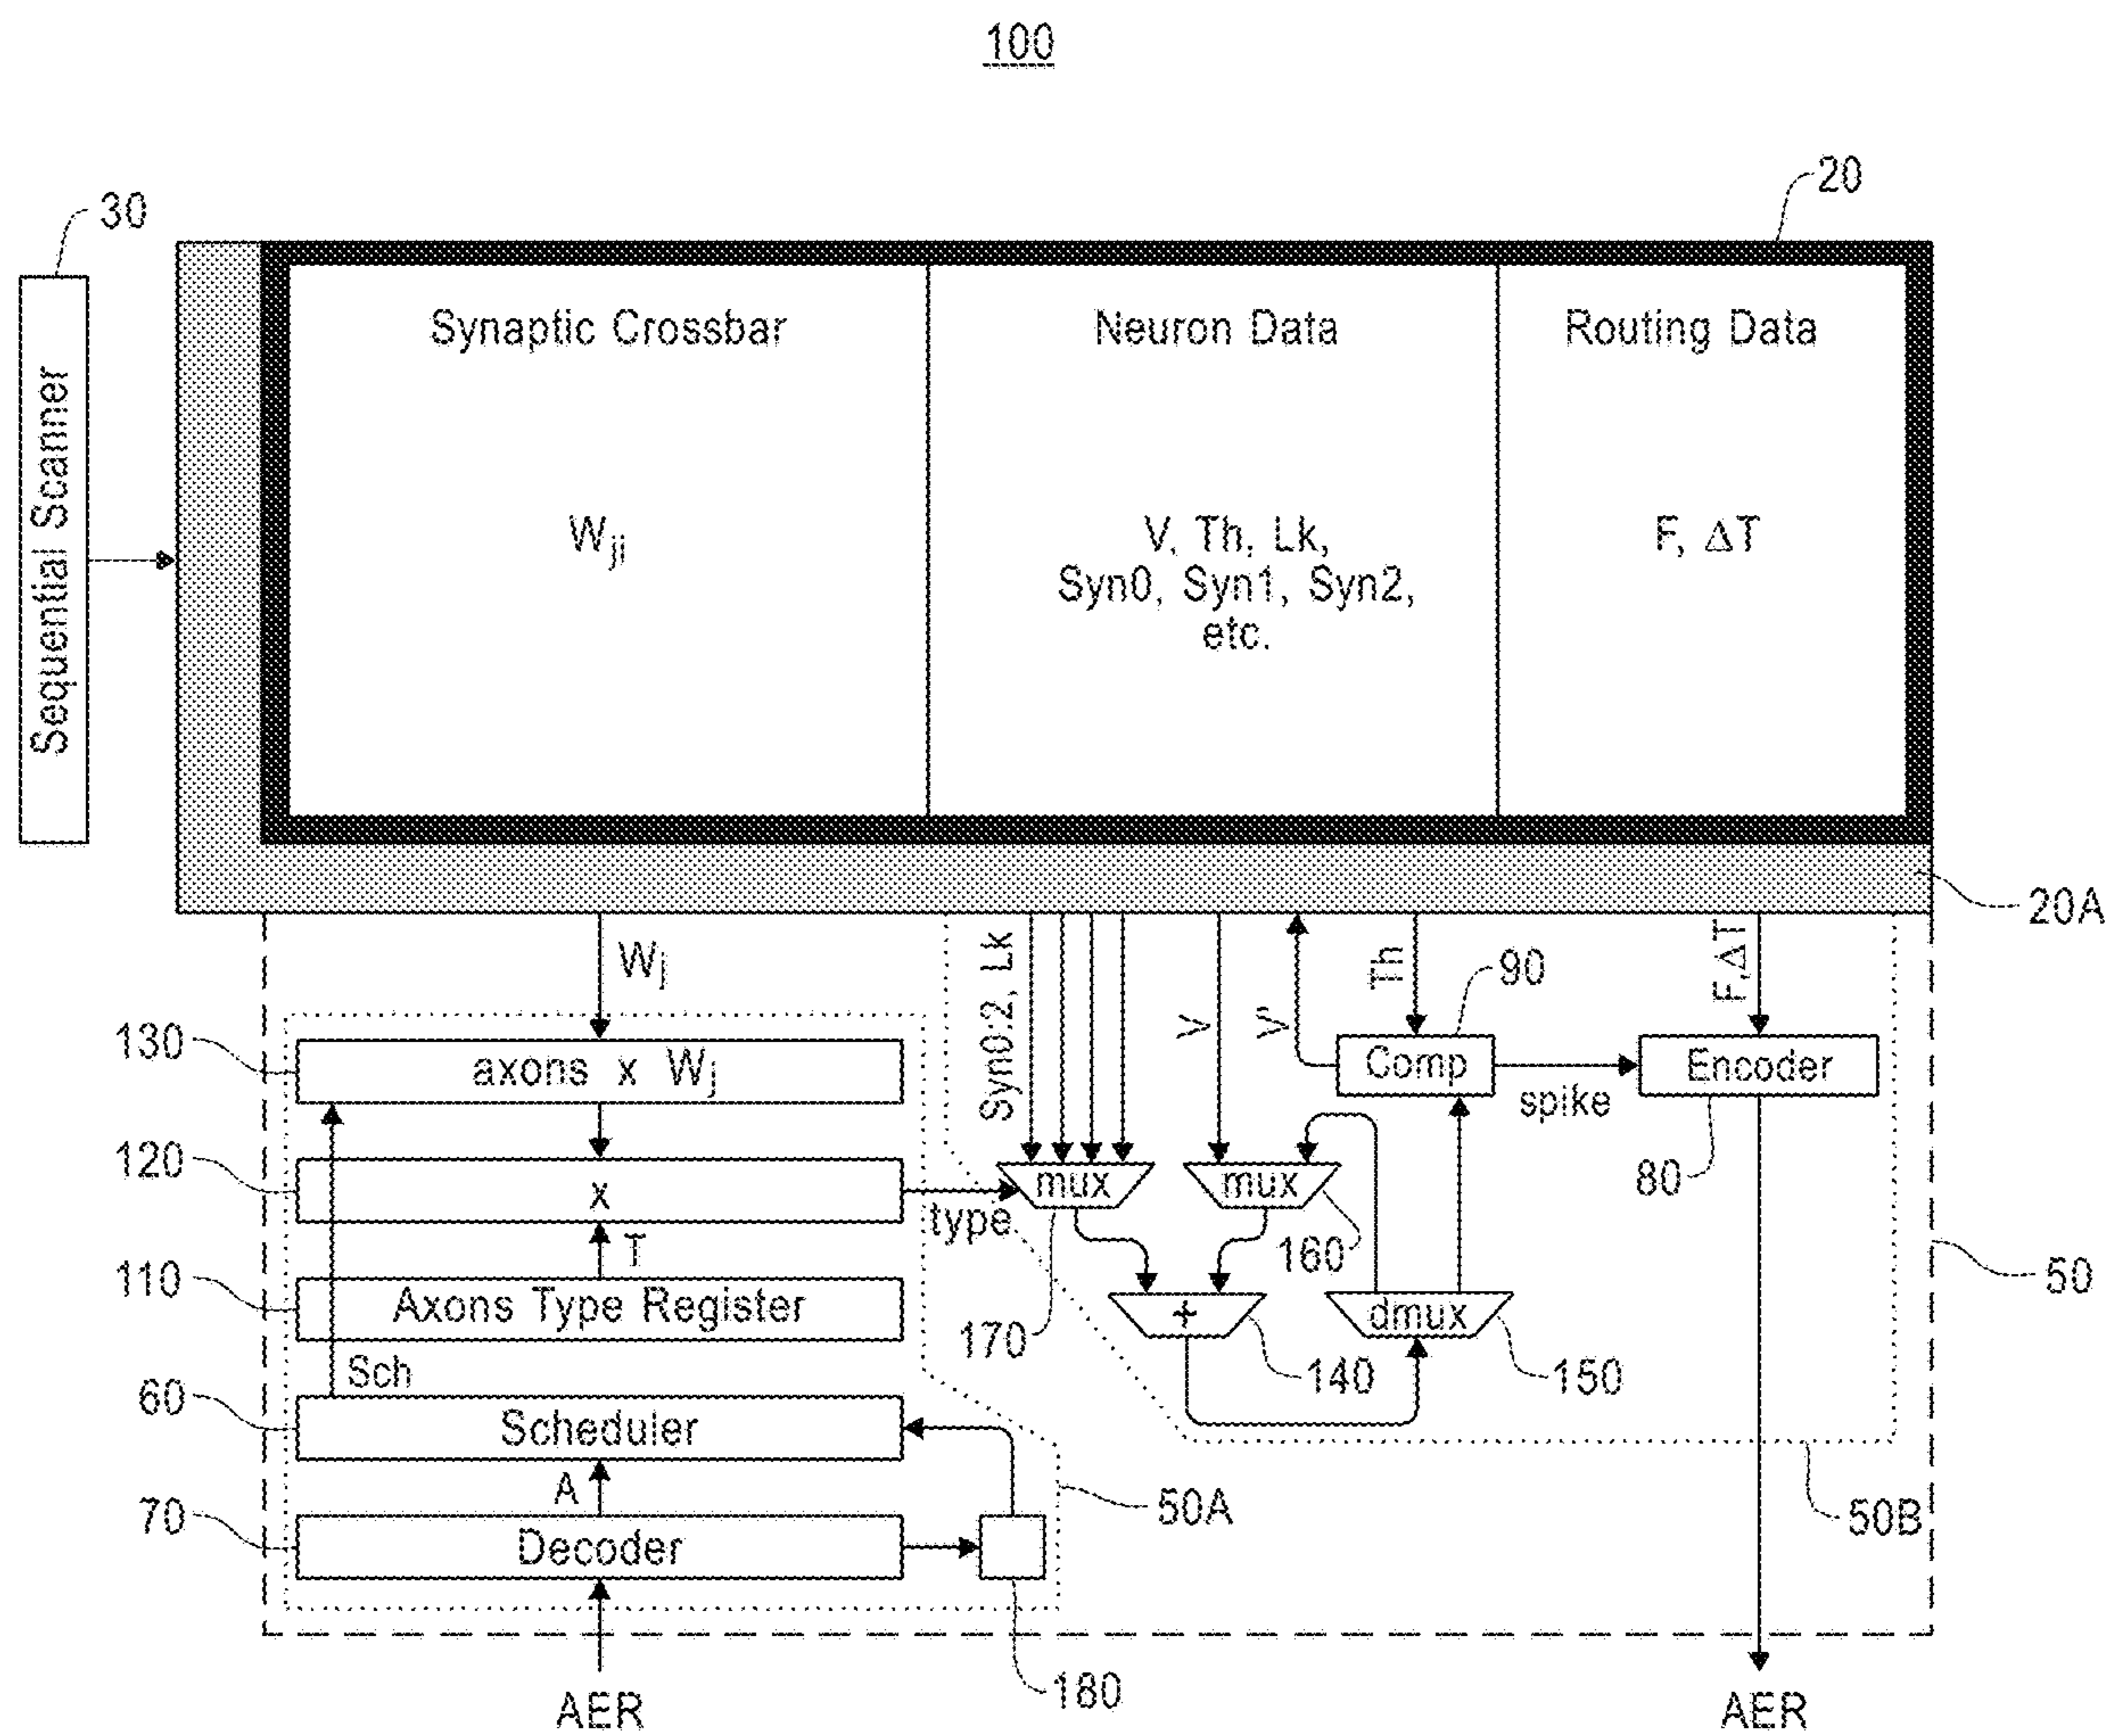 100
20
30
Sequential Scanner
Synaptic Crossbar
Neuron Data
Routing Data
Wji
V, Th, Lk,
Syn0, Syn1, Syn2,
etc.
F, ΔT
20A
Wj
Syn0:2, Lk
V
V'
Th
90
F,ΔT
130
axons x Wj
Comp
spike
Encoder
120
x
type
mux
mux
80
T
160
50
110
Axons Type Register
170
+
dmux
140
150
Sch
60
Scheduler
A
50A
50B
70
Decoder
180
AER
AER